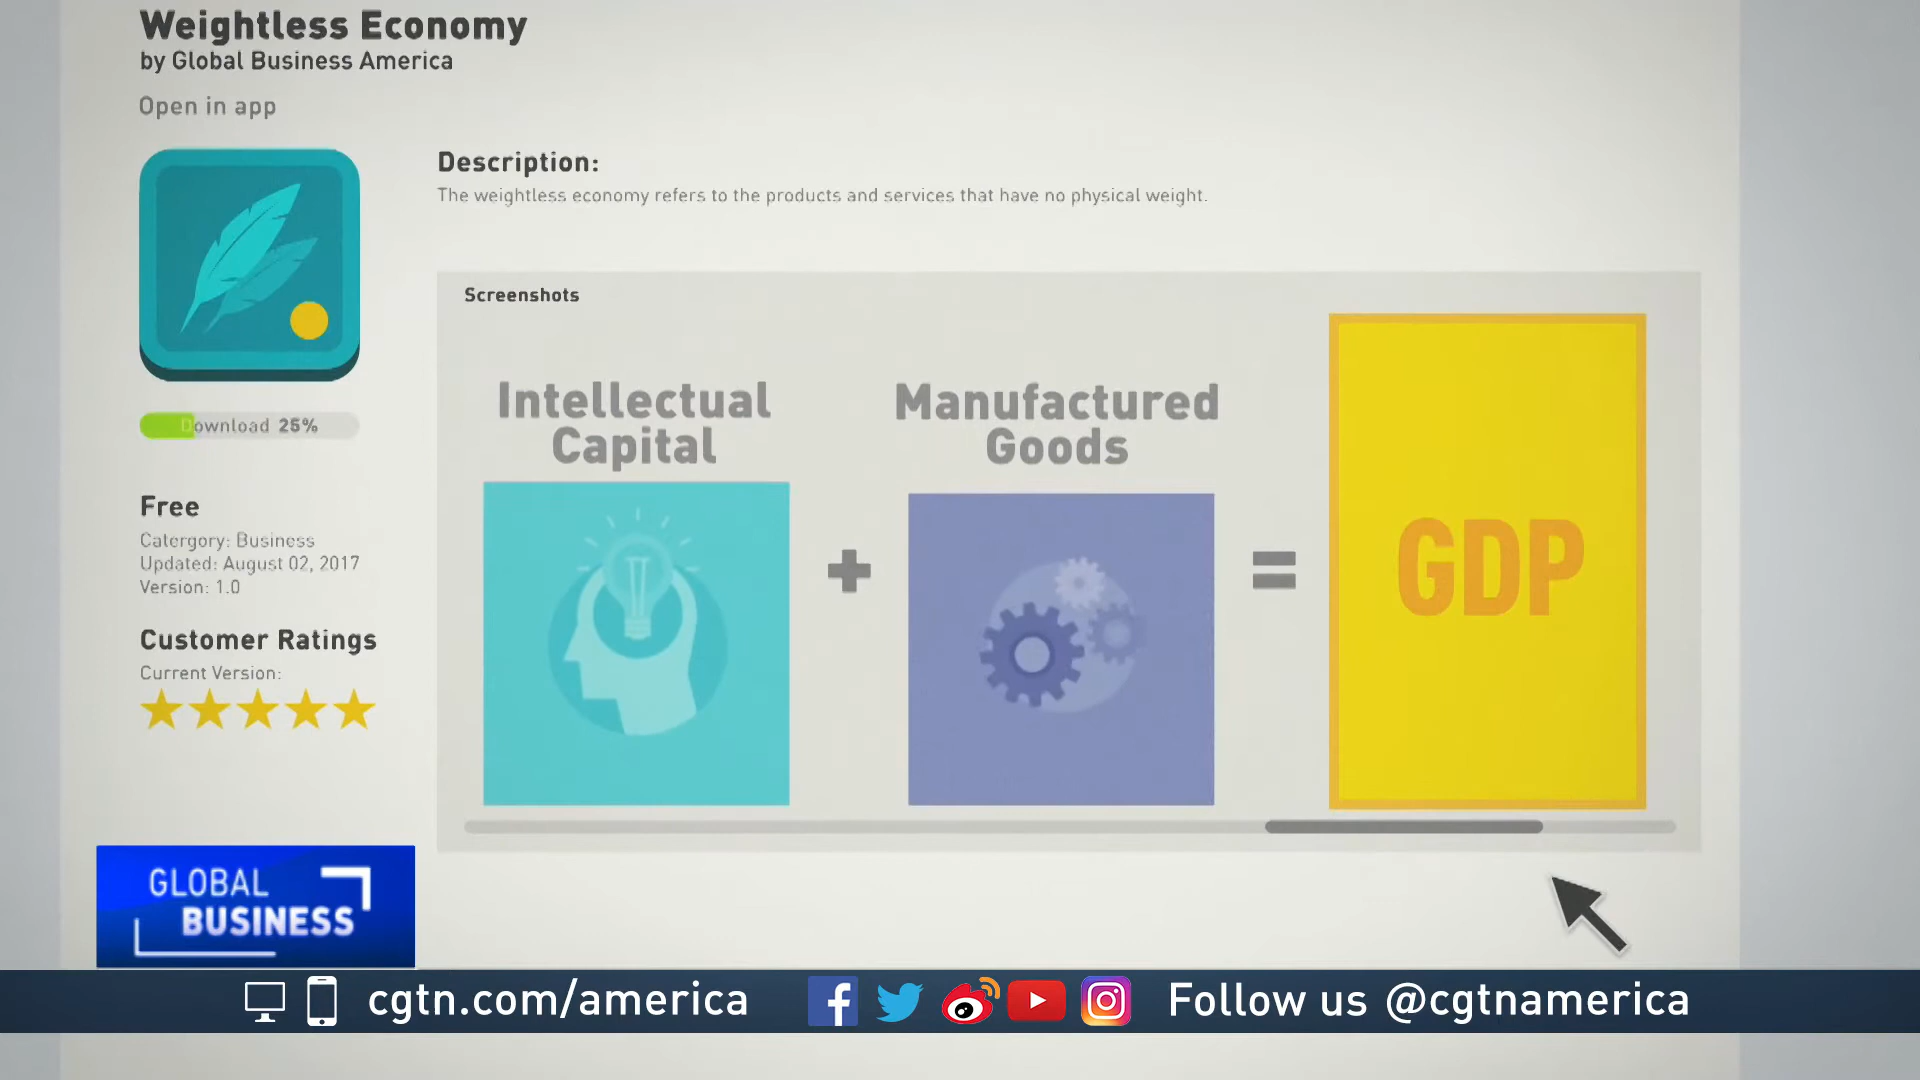 Weightless Economy
by Global Business America
Open in app
Description:
The weightless economy refers to the products and services that have no physical weight.
Download 25%
Free
Catergory: Business
Updated: August 02, 2017
Version: 1.0
Customer Ratings
Current Version:
Screenshots
Intellectual
Capital
+
Manufactured
Goods
=
GDP
GLOBAL
BUSINESS
cgtn.com/america
Follow us @cgtnamerica